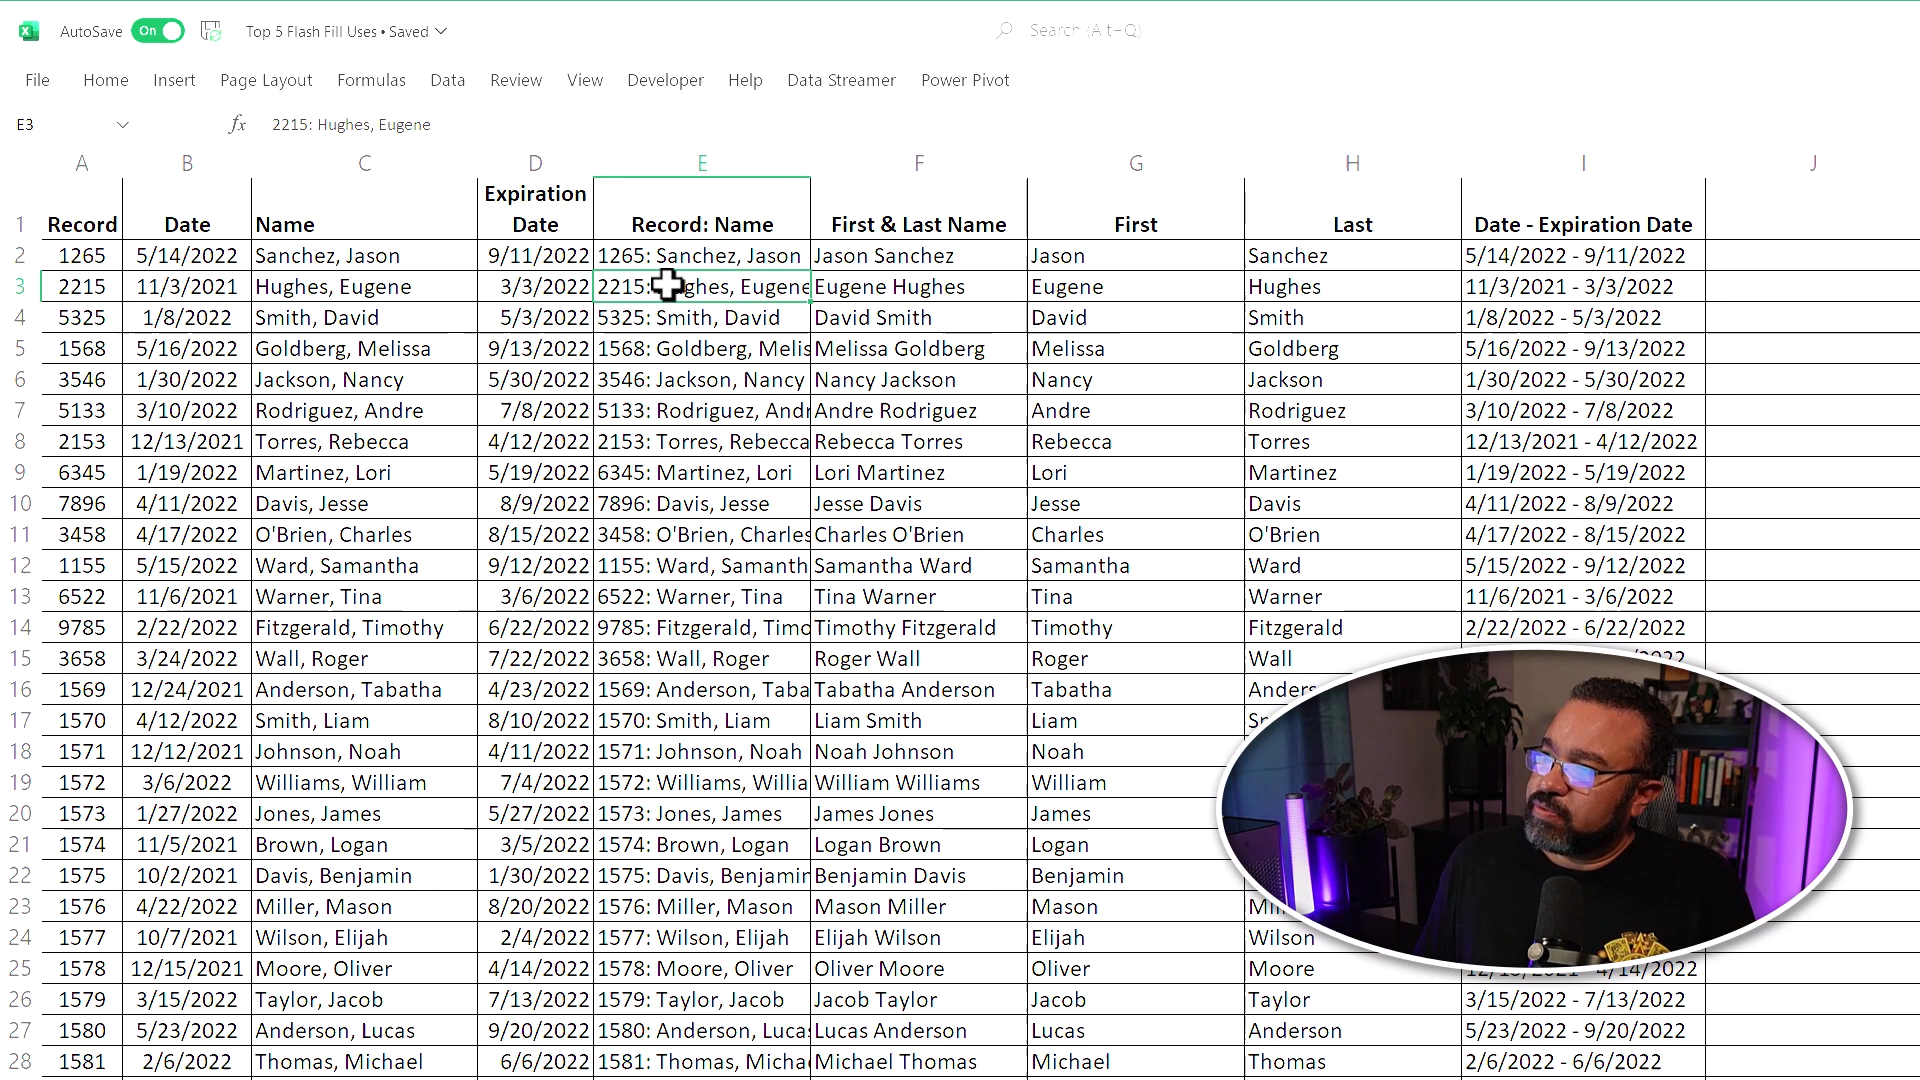 AutoSave On Top 5 Flash Fill Uses • Saved Search (Alt+Q)
File Home Insert Page Layout Formulas Data Review View Developer Help Data Streamer Power Pivot
E3 fx 2215: Hughes, Eugene
A B C D E F G H I J
Expiration
1 Record Date Name Date Record: Name First & Last Name First Last Date - Expiration Date
2 1265 5/14/2022 Sanchez, Jason 9/11/2022 1265: Sanchez, Jason Jason Sanchez Jason Sanchez 5/14/2022 - 9/11/2022
3 2215 11/3/2021 Hughes, Eugene 3/3/2022 2215: ghes, Eugene Eugene Hughes Eugene Hughes 11/3/2021 - 3/3/2022
4 5325 1/8/2022 Smith, David 5/3/2022 5325: Smith, David David Smith David Smith 1/8/2022 - 5/3/2022
5 1568 5/16/2022 Goldberg, Melissa 9/13/2022 1568: Goldberg, Melis Melissa Goldberg Melissa Goldberg 5/16/2022 - 9/13/2022
6 3546 1/30/2022 Jackson, Nancy 5/30/2022 3546: Jackson, Nancy Nancy Jackson Nancy Jackson 1/30/2022 - 5/30/2022
7 5133 3/10/2022 Rodriguez, Andre 7/8/2022 5133: Rodriguez, Andr Andre Rodriguez Andre Rodriguez 3/10/2022 - 7/8/2022
8 2153 12/13/2021 Torres, Rebecca 4/12/2022 2153: Torres, Rebecca Rebecca Torres Rebecca Torres 12/13/2021 - 4/12/2022
9 6345 1/19/2022 Martinez, Lori 5/19/2022 6345: Martinez, Lori Lori Martinez Lori Martinez 1/19/2022 - 5/19/2022
10 7896 4/11/2022 Davis, Jesse 8/9/2022 7896: Davis, Jesse Jesse Davis Jesse Davis 4/11/2022 - 8/9/2022
11 3458 4/17/2022 O'Brien, Charles 8/15/2022 3458: O'Brien, Charles Charles O'Brien Charles O'Brien 4/17/2022 - 8/15/2022
12 1155 5/15/2022 Ward, Samantha 9/12/2022 1155: Ward, Samanth Samantha Ward Samantha Ward 5/15/2022 - 9/12/2022
13 6522 11/6/2021 Warner, Tina 3/6/2022 6522: Warner, Tina Tina Warner Tina Warner 11/6/2021 - 3/6/2022
14 9785 2/22/2022 Fitzgerald, Timothy 6/22/2022 9785: Fitzgerald, Timo Timothy Fitzgerald Timothy Fitzgerald 2/22/2022 - 6/22/2022
15 3658 3/24/2022 Wall, Roger 7/22/2022 3658: Wall, Roger Roger Wall Roger Wall
16 1569 12/24/2021 Anderson, Tabatha 4/23/2022 1569: Anderson, Taba Tabatha Anderson Tabatha Anders
17 1570 4/12/2022 Smith, Liam 8/10/2022 1570: Smith, Liam Liam Smith Liam
18 1571 12/12/2021 Johnson, Noah 4/11/2022 1571: Johnson, Noah Noah Johnson Noah
19 1572 3/6/2022 Williams, William 7/4/2022 1572: Williams, Willia William Williams William
20 1573 1/27/2022 Jones, James 5/27/2022 1573: Jones, James James Jones James
21 1574 11/5/2021 Brown, Logan 3/5/2022 1574: Brown, Logan Logan Brown Logan
22 1575 10/2/2021 Davis, Benjamin 1/30/2022 1575: Davis, Benjamin Benjamin Davis Benjamin
23 1576 4/22/2022 Miller, Mason 8/20/2022 1576: Miller, Mason Mason Miller Mason
24 1577 10/7/2021 Wilson, Elijah 2/4/2022 1577: Wilson, Elijah Elijah Wilson Elijah Wilson
25 1578 12/15/2021 Moore, Oliver 4/14/2022 1578: Moore, Oliver Oliver Moore Oliver Moore 4/14/2022
26 1579 3/15/2022 Taylor, Jacob 7/13/2022 1579: Taylor, Jacob Jacob Taylor Jacob Taylor 3/15/2022 - 7/13/2022
27 1580 5/23/2022 Anderson, Lucas 9/20/2022 1580: Anderson, Lucas Lucas Anderson Lucas Anderson 5/23/2022 - 9/20/2022
28 1581 2/6/2022 Thomas, Michael 6/6/2022 1581: Thomas, Micha Michael Thomas Michael Thomas 2/6/2022 - 6/6/2022